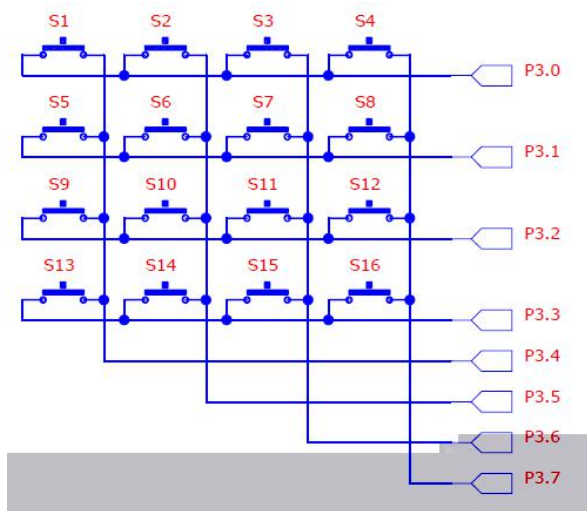 S1 S2 S3 S4
P3.0
S5 S6 S7 S8
P3.1
S9 S10 S11 S12
P3.2
S13 S14 S15 S16
P3.3
P3.4
P3.5
P3.6
P3.7